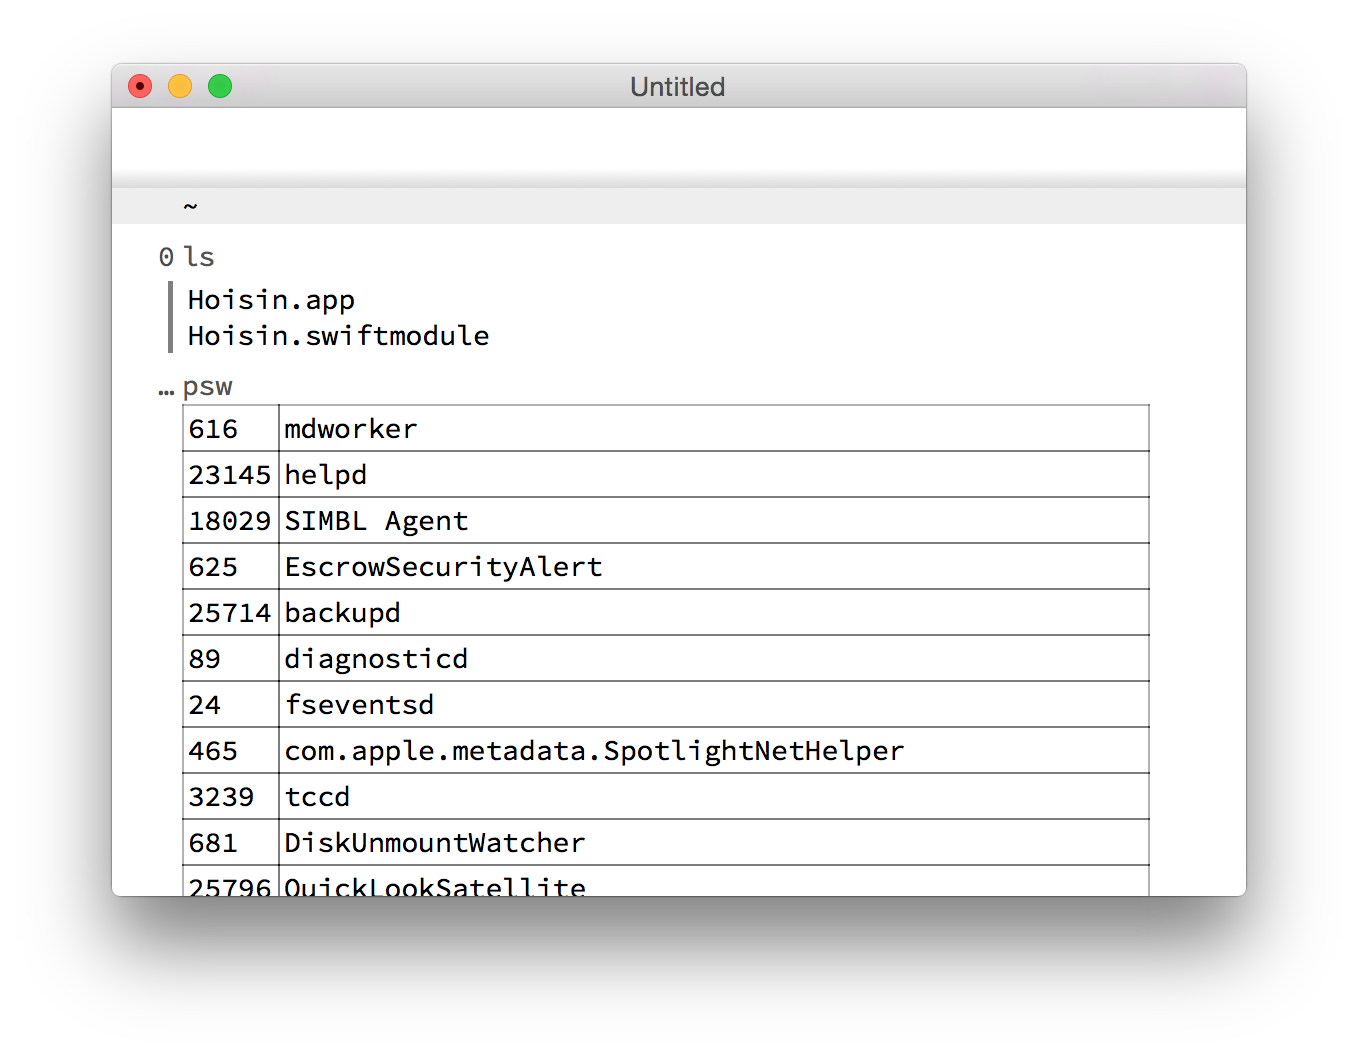 Untitled
~
0 ls
Hoisin.app
Hoisin.swiftmodule
… psw
616 mdworker
23145 helpd
18029 SIMBL Agent
625 EscrowSecurityAlert
25714 backupd
89 diagnosticd
24 fseventsd
465 com.apple.metadata.SpotlightNetHelper
3239 tccd
681 DiskUnmountWatcher
25796 QuickLookSatellite